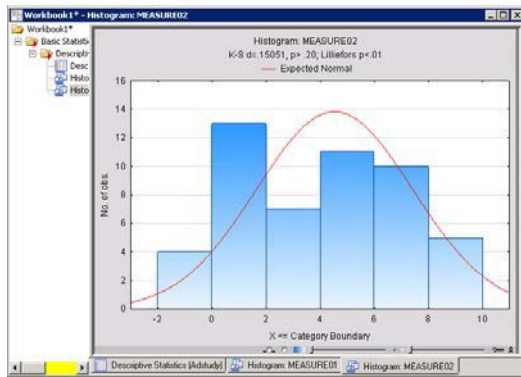 Workbook1* - Histogram: MEASURE02
Workbook1*
Basic Statisti
Descriptiv
Desc
Histo
Histo
Histogram: MEASURE02
K-S d=.15051, p> .20; Lilliefors p<.01
Expected Normal
16
14
12
10
8
6
4
2
0
No. of obs.
-2 0 2 4 6 8 10
X <= Category Boundary
Descriptive Statistics (Adstudy) Histogram: MEASURE01 Histogram: MEASURE02